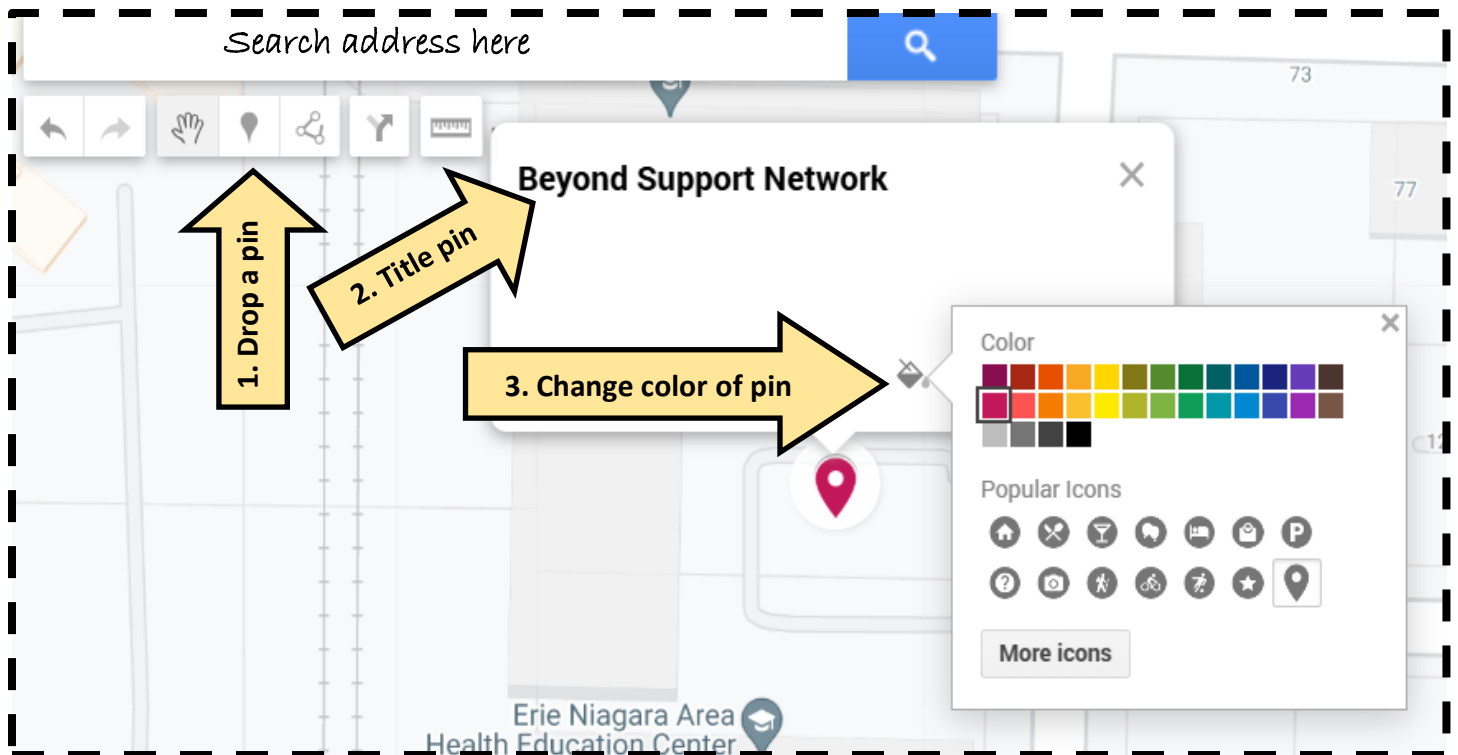 Search address here
73
Beyond Support Network
77
1. Drop a pin
2. Title pin
3. Change color of pin
Color
Popular Icons
P
?
More icons
Erie Niagara Area
Health Education Center